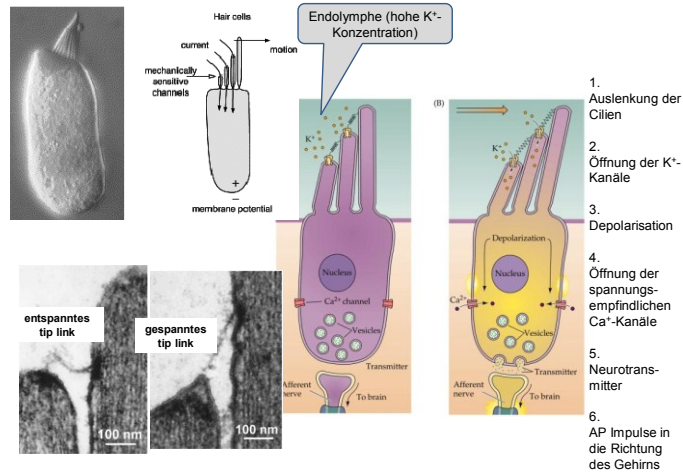 Hair cells
current
motion
mechanically
sensitive
channels
+
−
membrane potential
Endolymphe (hohe K⁺-
Konzentration)
K⁺
Nucleus
Ca²⁺ channel
Vesicles
Transmitter
Afferent
nerve
To brain
(B)
K⁺
Depolarization
Nucleus
Ca²⁺
Vesicles
Transmitter
Afferent
nerve
To brain
entspanntes
tip link
100 nm
gespanntes
tip link
100 nm
1.
Auslenkung der
Cilien
2.
Öffnung der K⁺-
Kanäle
3.
Depolarisation
4.
Öffnung der
spannungs-
empfindlichen
Ca⁺-Kanäle
5.
Neurotrans-
mitter
6.
AP Impulse in
die Richtung
des Gehirns